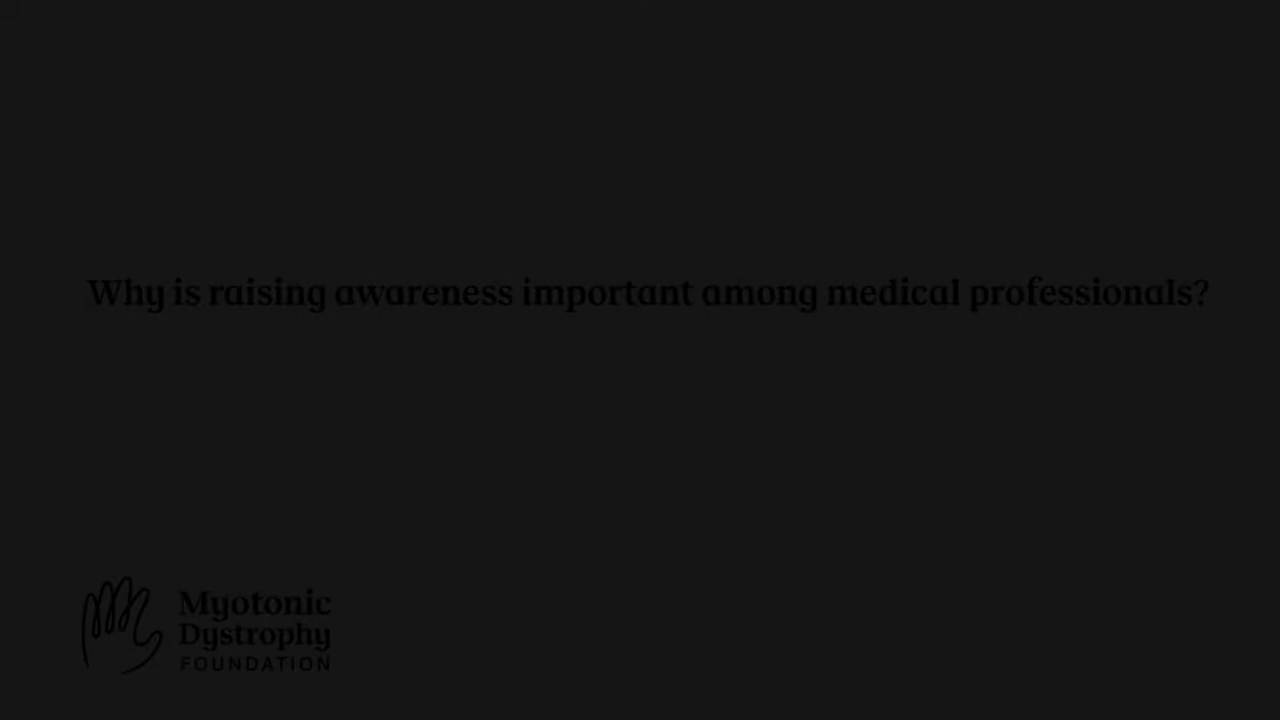 Why is raising awareness important among medical professionals?
Myotonic
Dystrophy
FOUNDATION